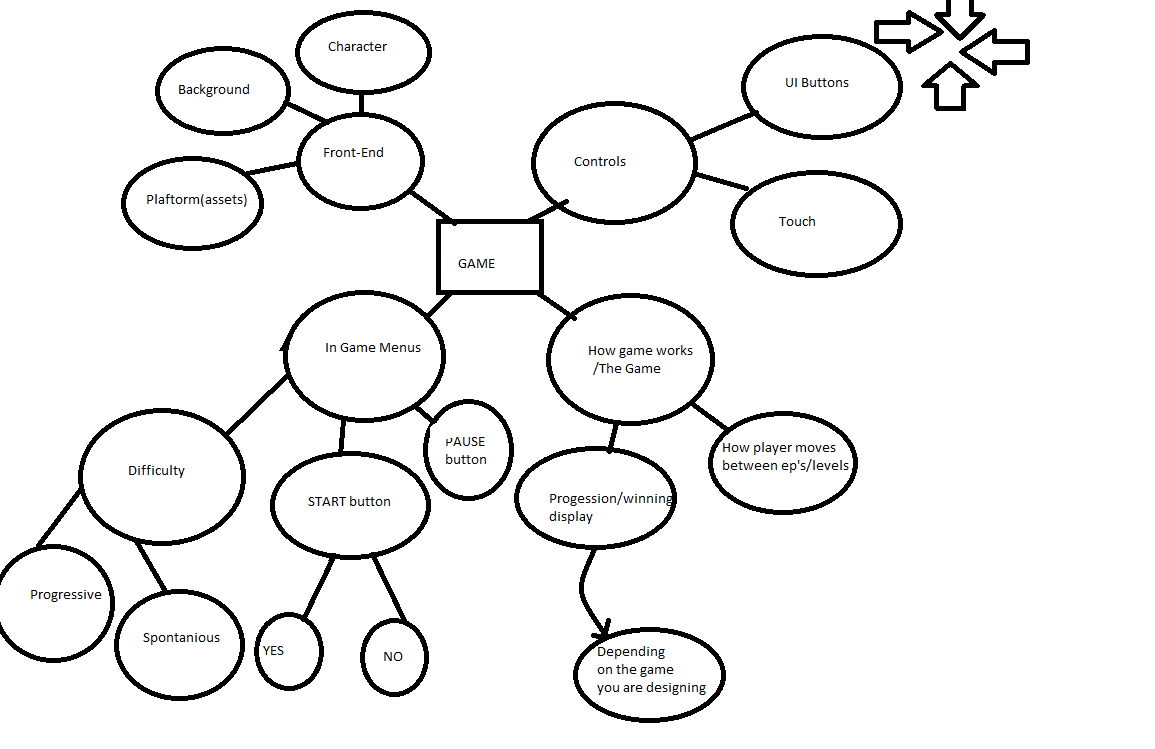 Character
Background
Front-End
Plaftorm(assets)
UI Buttons
Controls
Touch
GAME
In Game Menus
How game works
/The Game
PAUSE
button
How player moves
between ep's/levels
Difficulty
START button
Progession/winning
display
Progressive
Spontanious
YES
NO
Depending
on the game
you are designing